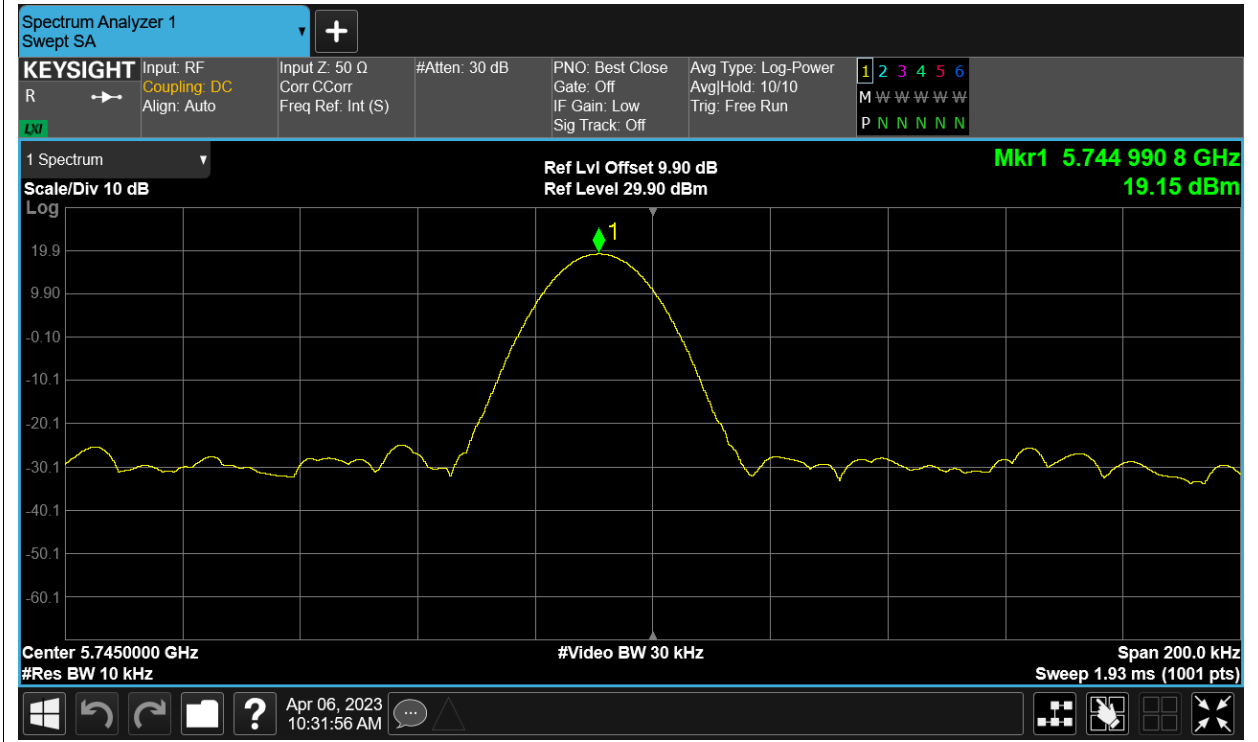 Spectrum Analyzer 1
Swept SA
KEYSIGHT
R
LXI
Input: RF
Coupling: DC
Align: Auto
Input Z: 50 Ω
Corr CCorr
Freq Ref: Int (S)
#Atten: 30 dB
PNO: Best Close
Gate: Off
IF Gain: Low
Sig Track: Off
Avg Type: Log-Power
Avg|Hold: 10/10
Trig: Free Run
1 2 3 4 5 6
M W W W W W
P N N N N N
1 Spectrum
Scale/Div 10 dB
Log
Ref Lvl Offset 9.90 dB
Ref Level 29.90 dBm
Mkr1 5.744 990 8 GHz
19.15 dBm
1
19.9
9.90
-0.10
-10.1
-20.1
-30.1
-40.1
-50.1
-60.1
Center 5.7450000 GHz
#Res BW 10 kHz
#Video BW 30 kHz
Span 200.0 kHz
Sweep 1.93 ms (1001 pts)
?
Apr 06, 2023
10:31:56 AM